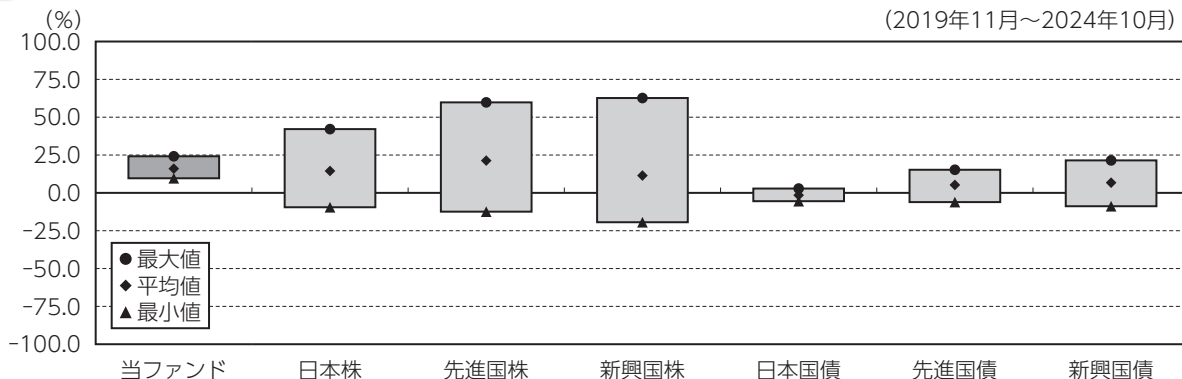 (%)
(2019年11月~2024年10月)
100.0
75.0
50.0
25.0
0.0
-25.0
-50.0
-75.0
-100.0
●最大値
◆平均値
▲最小値
当ファンド 日本株 先進国株 新興国株 日本国債 先進国債 新興国債